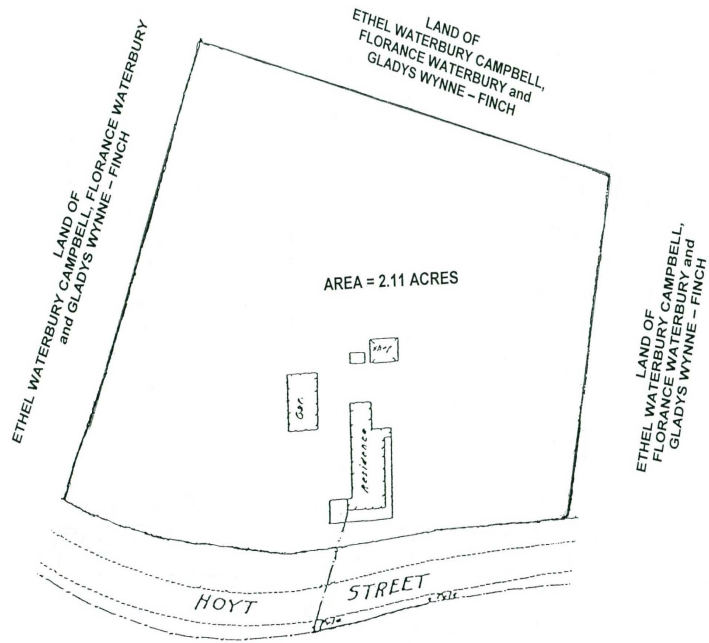 LAND OF
ETHEL WATERBURY CAMPBELL,
FLORANCE WATERBURY and
GLADYS WYNNE – FINCH
LAND OF
ETHEL WATERBURY CAMPBELL, FLORANCE WATERBURY
and GLADYS WYNNE – FINCH
AREA = 2.11 ACRES
LAND OF
ETHEL WATERBURY CAMPBELL,
FLORANCE WATERBURY and
GLADYS WYNNE – FINCH
Gar.
Residence
HOYT STREET